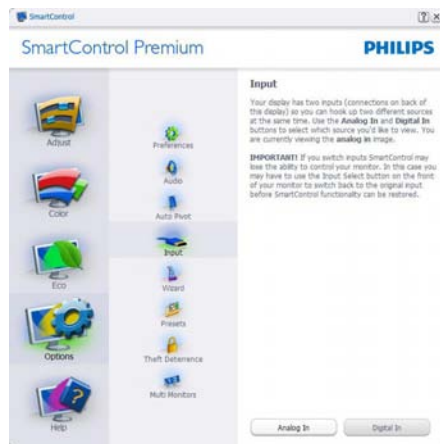 SmartControl
SmartControl Premium
PHILIPS
Adjust
Color
Eco
Options
Help
Preferences
Audio
Auto Pivot
Input
Wizard
Presets
Theft Deterrence
Multi Monitors
Input
Your display has two inputs (connections on back of
this display) so you can hook up two different sources
at the same time. Use the Analog In and Digital In
buttons to select which source you'd like to view. You
are currently viewing the analog in image.
IMPORTANT! If you switch inputs SmartControl may
lose the ability to control your monitor. In this case you
may have to use the Input Select button on the front
of your monitor to switch back to the original input
before SmartControl functionality can be restored.
Analog In
Digital In